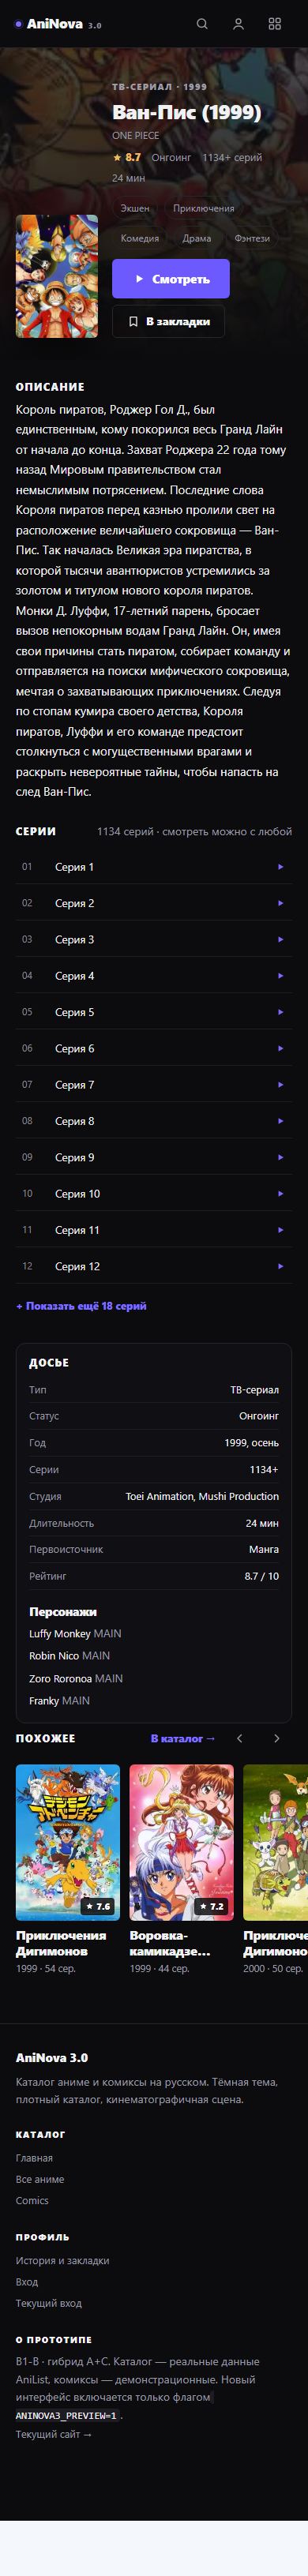 AniNova 3.0
ТВ-СЕРИАЛ · 1999
Ван-Пис (1999)
ONE PIECE
★ 8.7 Онгоинг 1134+ серий
24 мин
Экшен Приключения
Комедия Драма Фэнтези
Смотреть
В закладки
ОПИСАНИЕ
Король пиратов, Роджер Гол Д., был
единственным, кому покорился весь Гранд Лайн
от начала до конца. Захват Роджера 22 года тому
назад Мировым правительством стал
немыслимым потрясением. Последние слова
Короля пиратов перед казнью пролили свет на
расположение величайшего сокровища — Ван-
Пис. Так началась Великая эра пиратства, в
которой тысячи авантюристов устремились за
золотом и титулом нового короля пиратов.
Монки Д. Луффи, 17-летний парень, бросает
вызов непокорным водам Гранд Лайн. Он, имея
свои причины стать пиратом, собирает команду и
отправляется на поиски мифического сокровища,
мечтая о захватывающих приключениях. Следуя
по стопам кумира своего детства, Короля
пиратов, Луффи и его команде предстоит
столкнуться с могущественными врагами и
раскрыть невероятные тайны, чтобы напасть на
след Ван-Пис.
СЕРИИ 1134 серий · смотреть можно с любой
01 Серия 1
02 Серия 2
03 Серия 3
04 Серия 4
05 Серия 5
06 Серия 6
07 Серия 7
08 Серия 8
09 Серия 9
10 Серия 10
11 Серия 11
12 Серия 12
+ Показать ещё 18 серий
ДОСЬЕ
Тип ТВ-сериал
Статус Онгоинг
Год 1999, осень
Серии 1134+
Студия Toei Animation, Mushi Production
Длительность 24 мин
Первоисточник Манга
Рейтинг 8.7 / 10
Персонажи
Luffy Monkey MAIN
Robin Nico MAIN
Zoro Roronoa MAIN
Franky MAIN
ПОХОЖЕЕ В каталог →
★ 7.6 ★ 7.2
Приключения Воровка- Приключе
Дигимонов камикадзе... Дигимоно
1999 · 54 сер. 1999 · 44 сер. 2000 · 50 сер.
AniNova 3.0
Каталог аниме и комиксы на русском. Тёмная тема,
плотный каталог, кинематографичная сцена.
КАТАЛОГ
Главная
Все аниме
Comics
ПРОФИЛЬ
История и закладки
Вход
Текущий вход
О ПРОТОТИПЕ
B1-B · гибрид A+C. Каталог — реальные данные
AniList, комиксы — демонстрационные. Новый
интерфейс включается только флагом
ANINOVA3_PREVIEW=1 .
Текущий сайт →